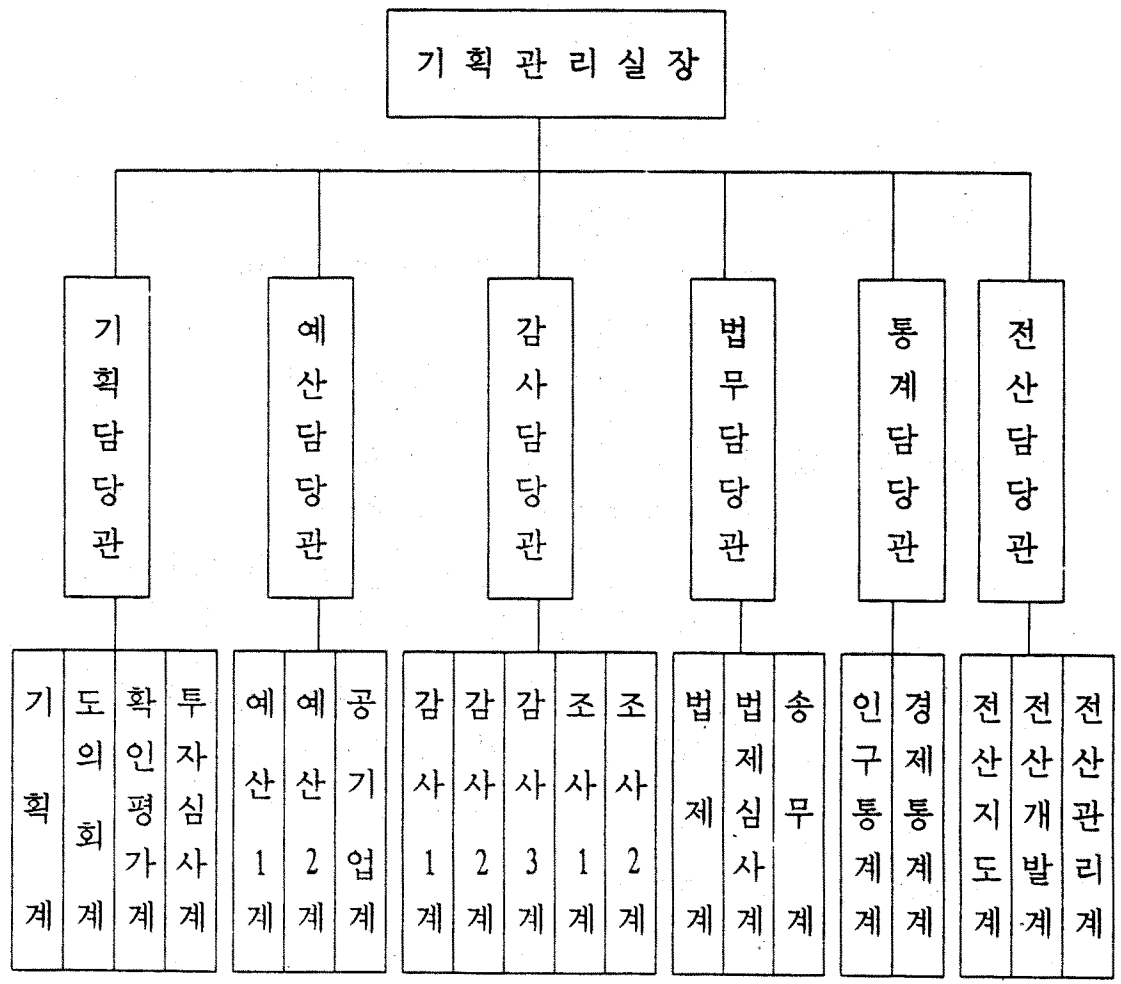 기획관리실장
기획담당관
예산담당관
감사담당관
법무담당관
통계담당관
전산담당관
기획계
도의회계
확인평가계
투자심사계
예산1계
예산2계
공기업계
감사1계
감사2계
감사3계
조사1계
조사2계
법제계
법제심사계
송무계
인구통계계
경제통계계
전산지도계
전산개발계
전산관리계